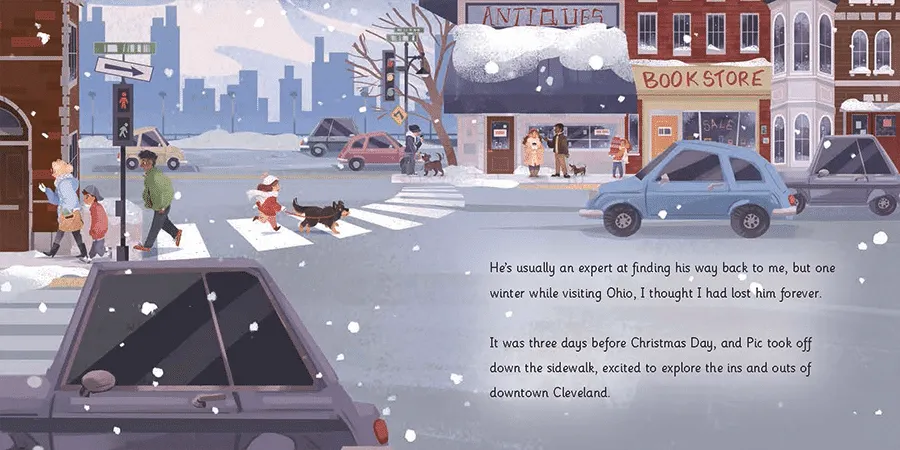 ANTIQUES
BOOKSTORE
SALE
He's usually an expert at finding his way back to me, but one
winter while visiting Ohio, I thought I had lost him forever.
It was three days before Christmas Day, and Pic took off
down the sidewalk, excited to explore the ins and outs of
downtown Cleveland.